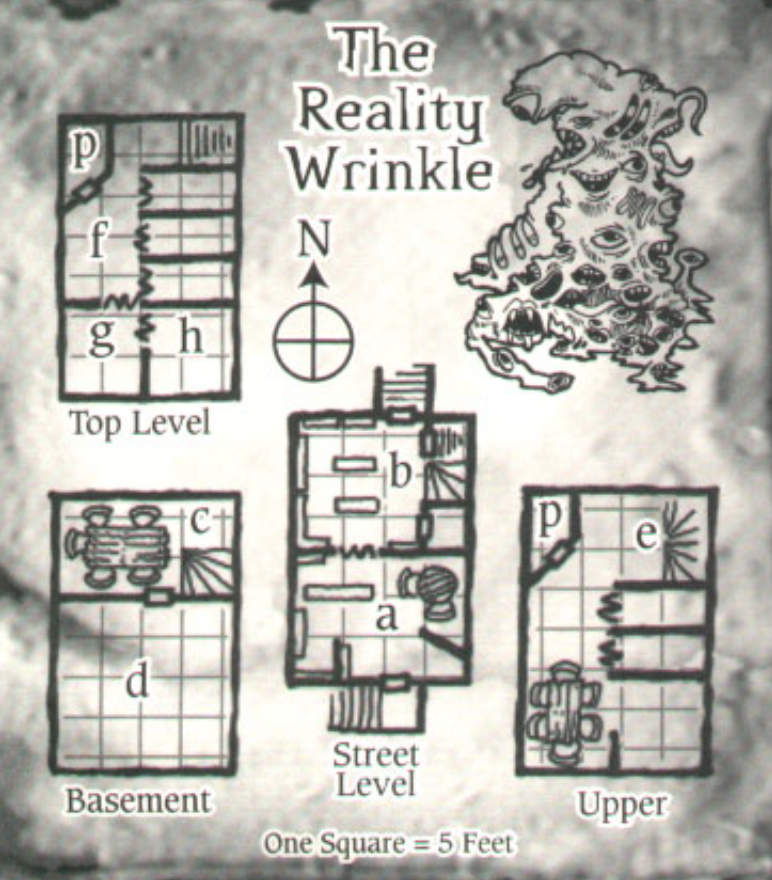 The
Reality
Wrinkle
N
p
f
g h
Top Level
b
a
Street
Level
c
d
Basement
p e
Upper
One Square = 5 Feet